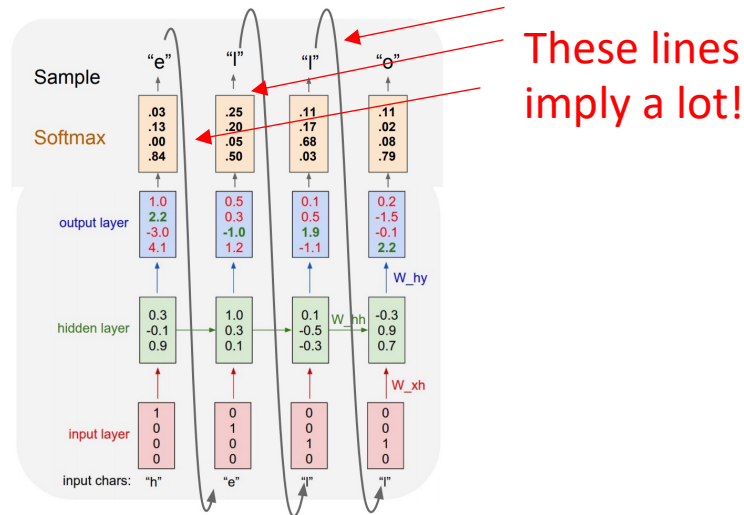 These lines
imply a lot!
Sample “e” “l” “l” “o”
Softmax
.03 .25 .11 .11
.13 .20 .17 .02
.00 .05 .68 .08
.84 .50 .03 .79
output layer
1.0 0.5 0.1 0.2
2.2 0.3 0.5 -1.5
-3.0 -1.0 1.9 -0.1
4.1 1.2 -1.1 2.2
W_hy
hidden layer
0.3 1.0 0.1 -0.3
-0.1 0.3 -0.5 0.9
0.9 0.1 -0.3 0.7
W_hh
W_xh
input layer
1 0 0 0
0 1 0 0
0 0 1 1
0 0 0 0
input chars: “h” “e” “l” “l”